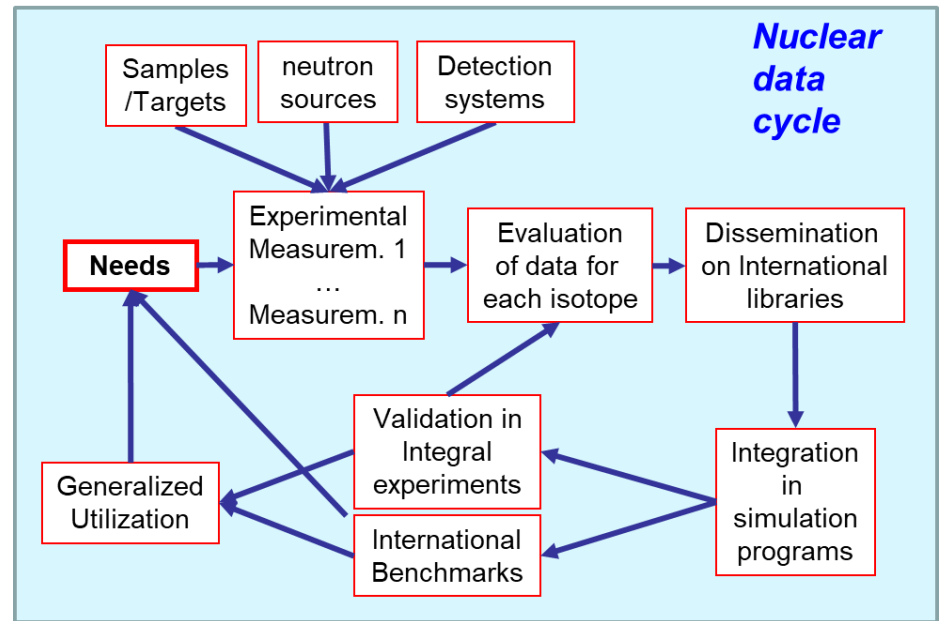 Nuclear
data
cycle
Samples
/Targets
neutron
sources
Detection
systems
Needs
Experimental
Measurem. 1
…
Measurem. n
Evaluation
of data for
each isotope
Dissemination
on International
libraries
Generalized
Utilization
Validation in
Integral
experiments
International
Benchmarks
Integration
in
simulation
programs